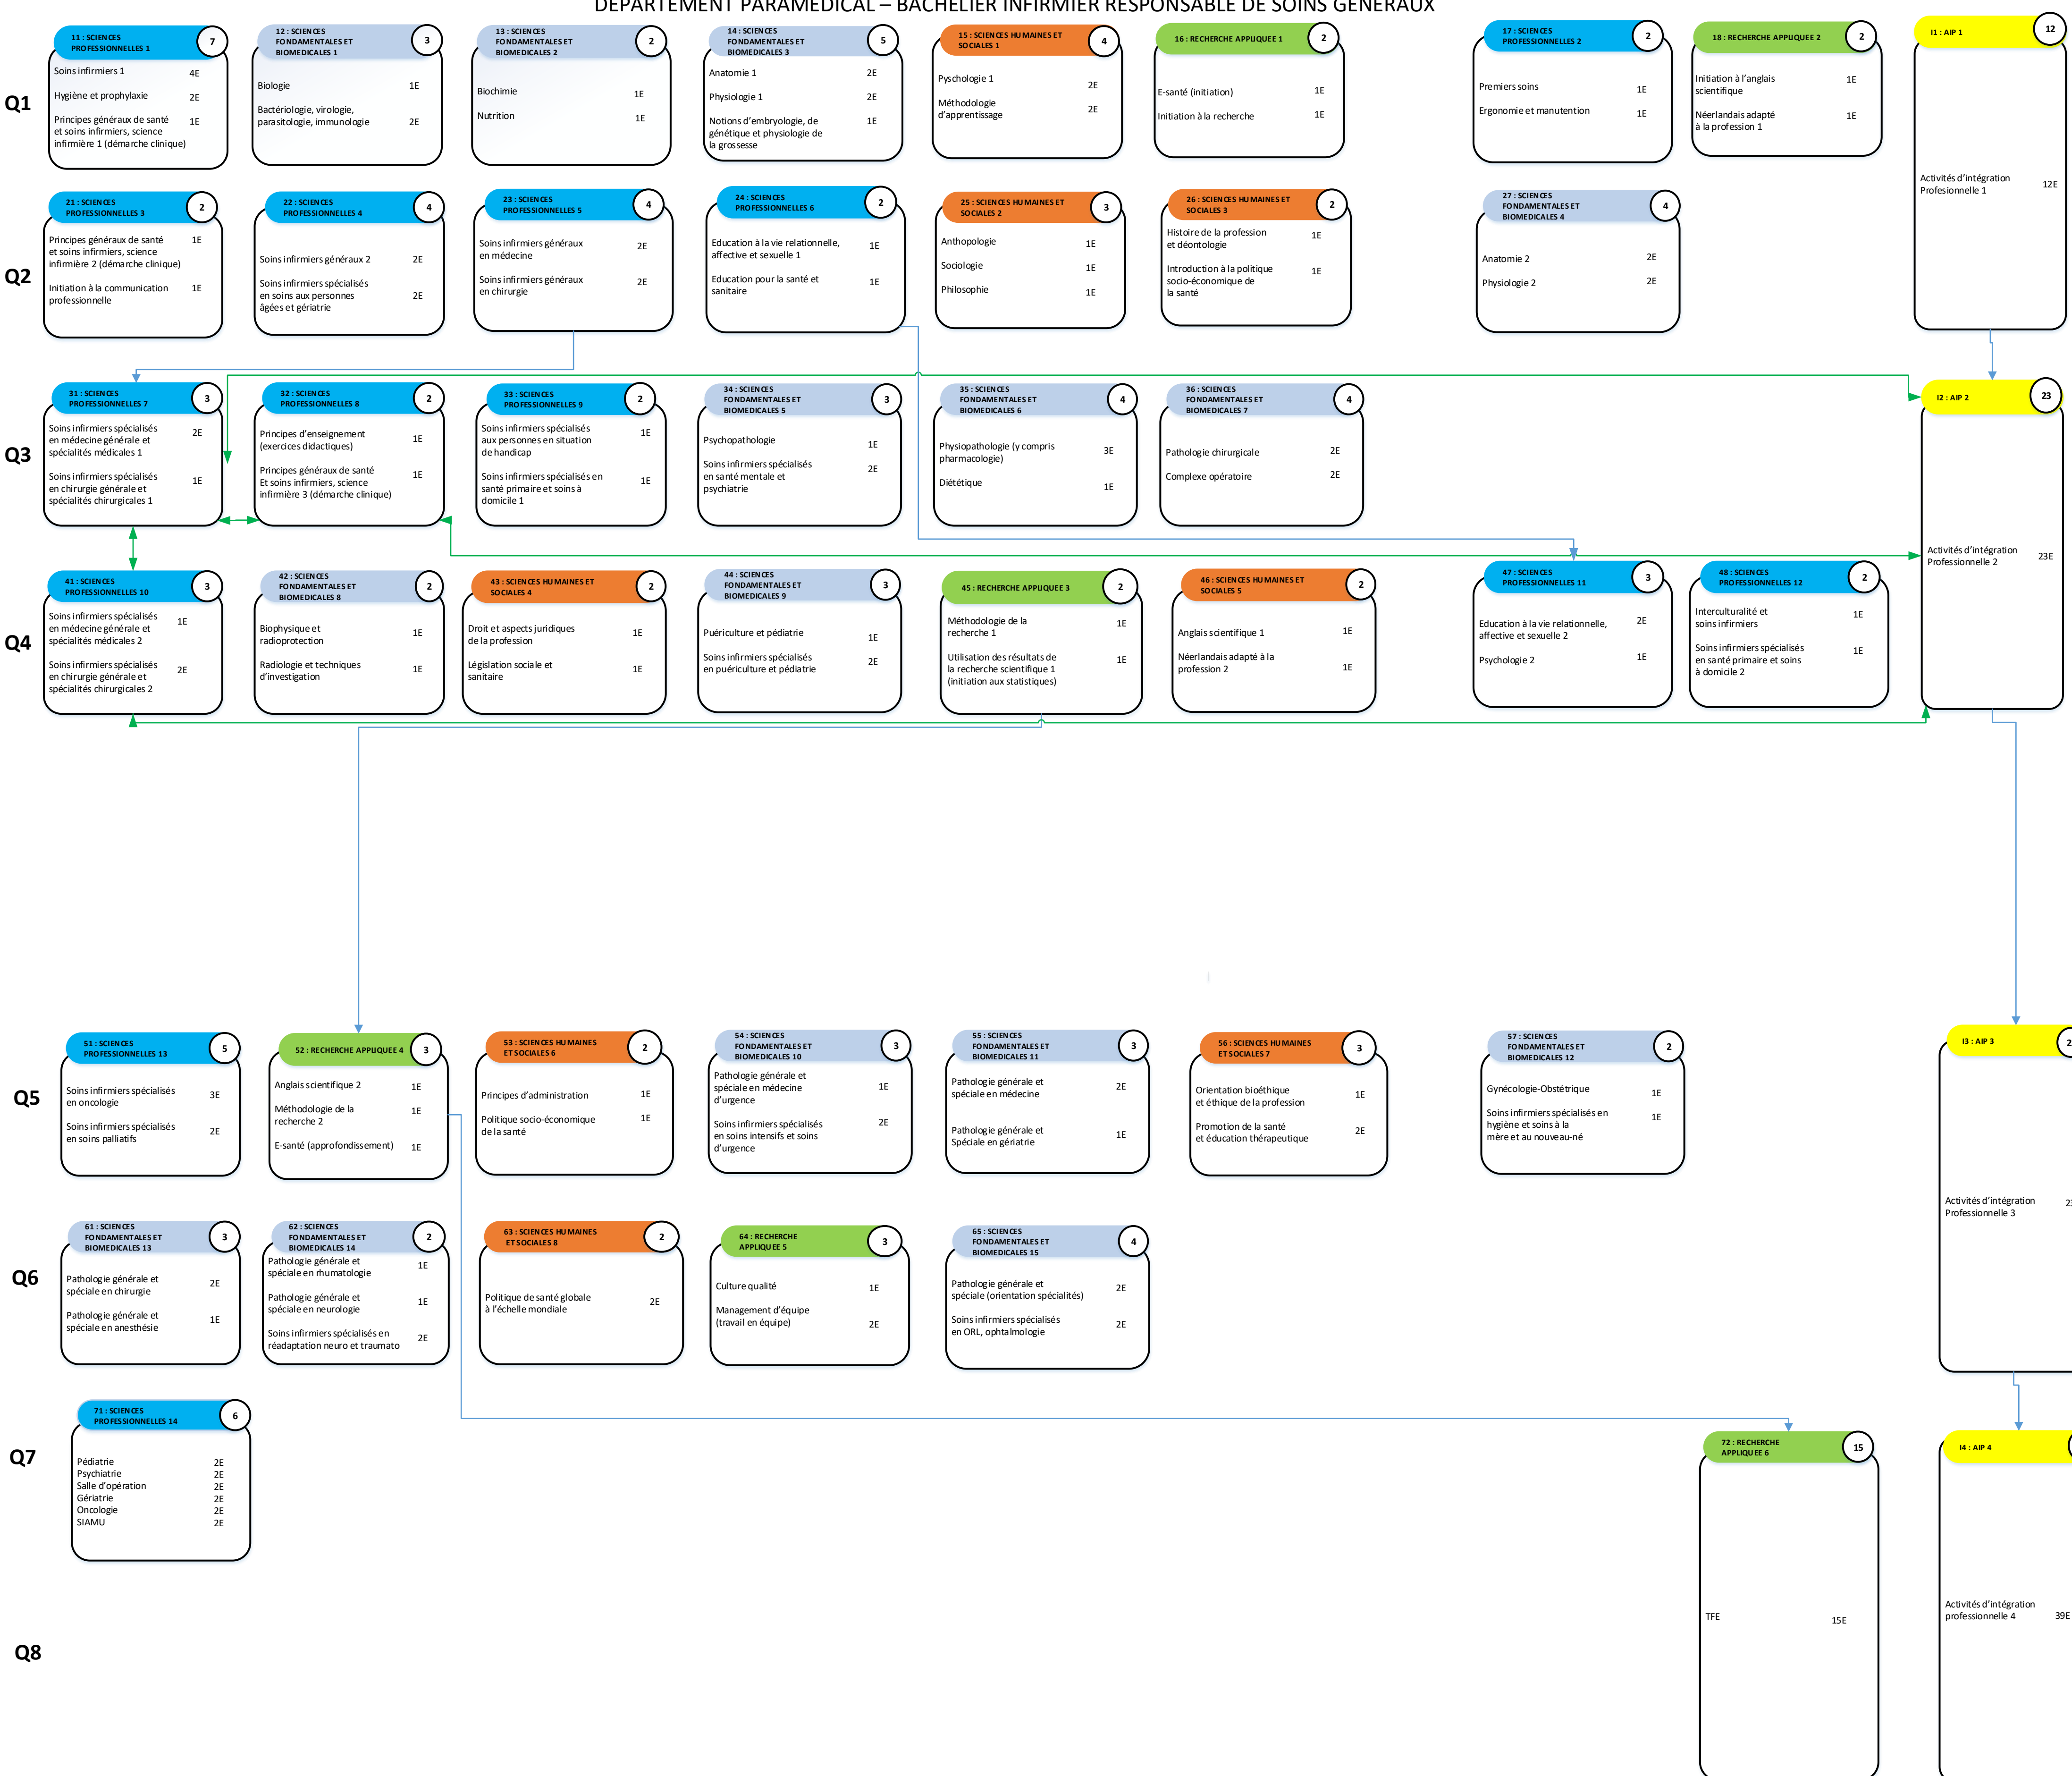 DEPARTEMENT PARAMEDICAL – BACHELIER INFIRMIER RESPONSABLE DE SOINS GENERAUX
Q1
11 : SCIENCES
PROFESSIONNELLES 1
7
Soins infirmiers 1 4E
Hygiène et prophylaxie 2E
Principes généraux de santé 1E
et soins infirmiers, science
infirmière 1 (démarche clinique)
12 : SCIENCES
FONDAMENTALES ET
BIOMEDICALES 1
3
Biologie 1E
Bactériologie, virologie,
parasitologie, immunologie 2E
13 : SCIENCES
FONDAMENTALES ET
BIOMEDICALES 2
2
Biochimie 1E
Nutrition 1E
14 : SCIENCES
FONDAMENTALES ET
BIOMEDICALES 3
5
Anatomie 1 2E
Physiologie 1 2E
Notions d'embryologie, de 1E
génétique et physiologie de
la grossesse
15 : SCIENCES HUMAINES ET
SOCIALES 1
4
Pyschologie 1 2E
Méthodologie 2E
d'apprentissage
16 : RECHERCHE APPLIQUEE 1
2
E-santé (initiation) 1E
Initiation à la recherche 1E
17 : SCIENCES
PROFESSIONNELLES 2
2
Premiers soins 1E
Ergonomie et manutention 1E
18 : RECHERCHE APPLIQUEE 2
2
Initiation à l'anglais 1E
scientifique
Néerlandais adapté 1E
à la profession 1
I1 : AIP 1
12
Activités d'intégration 12E
Profesionnelle 1
Q2
21 : SCIENCES
PROFESSIONNELLES 3
2
Principes généraux de santé 1E
et soins infirmiers, science
infirmière 2 (démarche clinique)
Initiation à la communication 1E
professionnelle
22 : SCIENCES
PROFESSIONNELLES 4
4
Soins infirmiers généraux 2 2E
Soins infirmiers spécialisés
en soins aux personnes 2E
âgées et gériatrie
23 : SCIENCES
PROFESSIONNELLES 5
4
Soins infirmiers généraux 2E
en médecine
Soins infirmiers généraux 2E
en chirurgie
24 : SCIENCES
PROFESSIONNELLES 6
2
Education à la vie relationnelle, 1E
affective et sexuelle 1
Education pour la santé et 1E
sanitaire
25 : SCIENCES HUMAINES ET
SOCIALES 2
3
Anthopologie 1E
Sociologie 1E
Philosophie 1E
26 : SCIENCES HUMAINES ET
SOCIALES 3
2
Histoire de la profession 1E
et déontologie
Introduction à la politique 1E
socio-économique de
la santé
27 : SCIENCES
FONDAMENTALES ET
BIOMEDICALES 4
4
Anatomie 2 2E
Physiologie 2 2E
Q3
31 : SCIENCES
PROFESSIONNELLES 7
3
Soins infirmiers spécialisés 2E
en médecine générale et
spécialités médicales 1
Soins infirmiers spécialisés
en chirurgie générale et 1E
spécialités chirurgicales 1
32 : SCIENCES
PROFESSIONNELLES 8
2
Principes d'enseignement 1E
(exercices didactiques)
Principes généraux de santé 1E
Et soins infirmiers, science
infirmière 3 (démarche clinique)
33 : SCIENCES
PROFESSIONNELLES 9
2
Soins infirmiers spécialisés 1E
aux personnes en situation
de handicap
Soins infirmiers spécialisés en 1E
santé primaire et soins à
domicile 1
34 : SCIENCES
FONDAMENTALES ET
BIOMEDICALES 5
3
Psychopathologie 1E
Soins infirmiers spécialisés 2E
en santé mentale et
psychiatrie
35 : SCIENCES
FONDAMENTALES ET
BIOMEDICALES 6
4
Physiopathologie (y compris 3E
pharmacologie)
Diététique 1E
36 : SCIENCES
FONDAMENTALES ET
BIOMEDICALES 7
4
Pathologie chirurgicale 2E
Complexe opératoire 2E
I2 : AIP 2
23
Activités d'intégration 23E
Professionnelle 2
Q4
41 : SCIENCES
PROFESSIONNELLES 10
3
Soins infirmiers spécialisés 1E
en médecine générale et
spécialités médicales 2
Soins infirmiers spécialisés 2E
en chirurgie générale et
spécialités chirurgicales 2
42 : SCIENCES
FONDAMENTALES ET
BIOMEDICALES 8
2
Biophysique et 1E
radioprotection
Radiologie et techniques 1E
d'investigation
43 : SCIENCES HUMAINES ET
SOCIALES 4
2
Droit et aspects juridiques 1E
de la profession
Législation sociale et 1E
sanitaire
44 : SCIENCES
FONDAMENTALES ET
BIOMEDICALES 9
3
Puériculture et pédiatrie 1E
Soins infirmiers spécialisés 2E
en puériculture et pédiatrie
45 : RECHERCHE APPLIQUEE 3
2
Méthodologie de la 1E
recherche 1
Utilisation des résultats de 1E
la recherche scientifique 1
(initiation aux statistiques)
46 : SCIENCES HUMAINES ET
SOCIALES 5
2
Anglais scientifique 1 1E
Néerlandais adapté à la 1E
profession 2
47 : SCIENCES
PROFESSIONNELLES 11
3
Education à la vie relationnelle, 2E
affective et sexuelle 2
Psychologie 2 1E
48 : SCIENCES
PROFESSIONNELLES 12
2
Interculturalité et 1E
soins infirmiers
Soins infirmiers spécialisés 1E
en santé primaire et soins
à domicile 2
Q5
51 : SCIENCES
PROFESSIONNELLES 13
5
Soins infirmiers spécialisés 3E
en oncologie
Soins infirmiers spécialisés 2E
en soins palliatifs
52 : RECHERCHE APPLIQUEE 4
3
Anglais scientifique 2 1E
Méthodologie de la 1E
recherche 2
E-santé (approfondissement) 1E
53 : SCIENCES HUMAINES
ET SOCIALES 6
2
Principes d'administration 1E
Politique socio-économique 1E
de la santé
54 : SCIENCES
FONDAMENTALES ET
BIOMEDICALES 10
3
Pathologie générale et
spéciale en médecine 1E
d'urgence
Soins infirmiers spécialisés 2E
en soins intensifs et soins
d'urgence
55 : SCIENCES
FONDAMENTALES ET
BIOMEDICALES 11
3
Pathologie générale et 2E
spéciale en médecine
Pathologie générale et 1E
Spéciale en gériatrie
56 : SCIENCES HUMAINES
ET SOCIALES 7
3
Orientation bioéthique 1E
et éthique de la profession
Promotion de la santé 2E
et éducation thérapeutique
57 : SCIENCES
FONDAMENTALES ET
BIOMEDICALES 12
2
Gynécologie-Obstétrique 1E
Soins infirmiers spécialisés en 1E
hygiène et soins à la
mère et au nouveau-né
I3 : AIP 3
Activités d'intégration
Professionnelle 3
Q6
61 : SCIENCES
FONDAMENTALES ET
BIOMEDICALES 13
3
Pathologie générale et 2E
spéciale en chirurgie
Pathologie générale et 1E
spéciale en anesthésie
62 : SCIENCES
FONDAMENTALES ET
BIOMEDICALES 14
2
Pathologie générale et 1E
spéciale en rhumatologie
Pathologie générale et 1E
spéciale en neurologie
Soins infirmiers spécialisés en 2E
réadaptation neuro et traumato
63 : SCIENCES HUMAINES
ET SOCIALES 8
2
Politique de santé globale 2E
à l'échelle mondiale
64 : RECHERCHE
APPLIQUEE 5
3
Culture qualité 1E
Management d'équipe 2E
(travail en équipe)
65 : SCIENCES
FONDAMENTALES ET
BIOMEDICALES 15
4
Pathologie générale et 2E
spéciale (orientation spécialités)
Soins infirmiers spécialisés 2E
en ORL, ophtalmologie
Q7
71 : SCIENCES
PROFESSIONNELLES 14
6
Pédiatrie 2E
Psychiatrie 2E
Salle d'opération 2E
Gériatrie 2E
Oncologie 2E
SIAMU 2E
72 : RECHERCHE
APPLIQUEE 6
15
TFE 15E
I4 : AIP 4
Activités d'intégration
professionnelle 4 39E
Q8